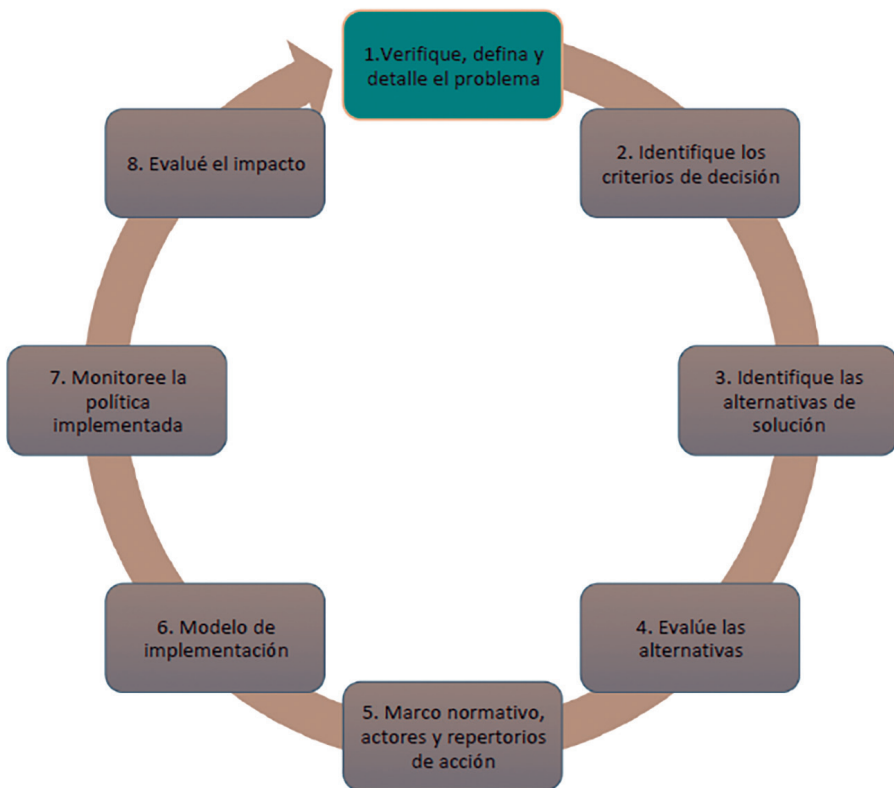 1.Verifique, defina y
detalle el problema
2. Identifique los
criterios de decisión
3. Identifique las
alternativas de
solución
4. Evalúe las
alternativas
5. Marco normativo,
actores y repertorios
de acción
6. Modelo de
implementación
7. Monitoree la
política
implementada
8. Evalué el impacto